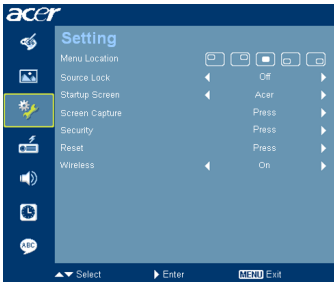 acer
Setting
Menu Location
Source Lock Off
Startup Screen Acer
Screen Capture Press
Security Press
Reset Press
Wireless On
ABC
Select Enter MENU Exit